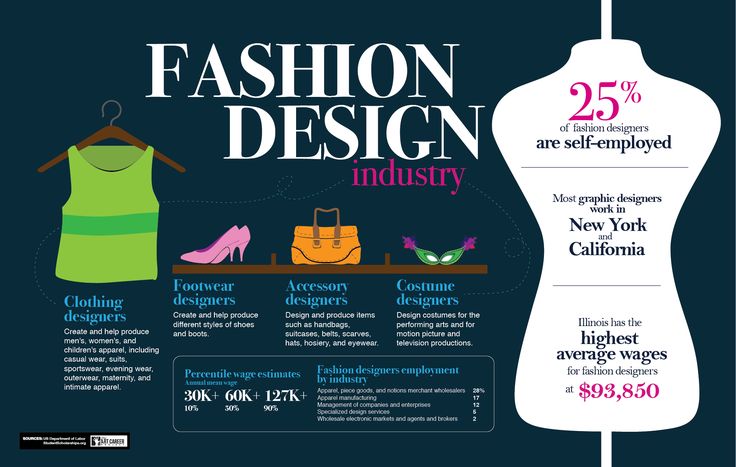 FASHION
DESIGN
industry
Clothing
designers
Create and help produce
men's, women's, and
children's apparel, including
casual wear, suits,
sportswear, evening wear,
outerwear, maternity, and
intimate apparel.
Footwear
designers
Create and help produce
different styles of shoes
and boots.
Accessory
designers
Design and produce items
such as handbags,
suitcases, belts, scarves,
hats, hosiery, and eyewear.
Costume
designers
Design costumes for the
performing arts and for
motion picture and
television productions.
Percentile wage estimates
Annual mean wage
30K+ 60K+ 127K+
10% 50% 90%
Fashion designers employment
by industry
Apparel, piece goods, and notions merchant wholesalers 28%
Apparel manufacturing 17
Management of companies and enterprises 12
Specialized design services 5
Wholesale electronic markets and agents and brokers 2
25%
of fashion designers
are self-employed
Most graphic designers
work in
New York
and
California
Illinois has the
highest
average wages
for fashion designers
at $93,850
SOURCES: US Department of Labor
StudentScholarships.org
ART CAREER